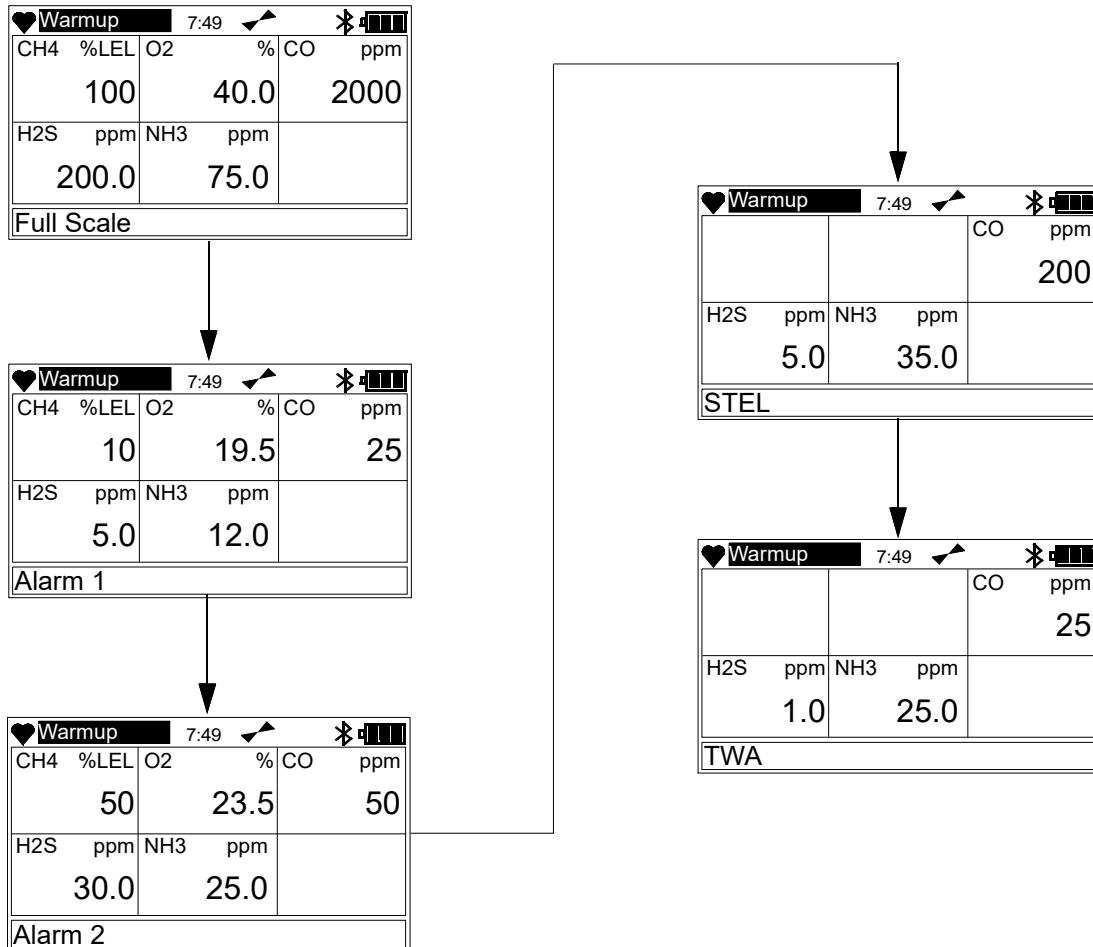 Warmup 7:49
CH4 %LEL O2 % CO ppm
100 40.0 2000
H2S ppm NH3 ppm
200.0 75.0
Full Scale
Warmup 7:49
CH4 %LEL O2 % CO ppm
10 19.5 25
H2S ppm NH3 ppm
5.0 12.0
Alarm 1
Warmup 7:49
CH4 %LEL O2 % CO ppm
50 23.5 50
H2S ppm NH3 ppm
30.0 25.0
Alarm 2
Warmup 7:49
CO ppm
200
H2S ppm NH3 ppm
5.0 35.0
STEL
Warmup 7:49
CO ppm
25
H2S ppm NH3 ppm
1.0 25.0
TWA